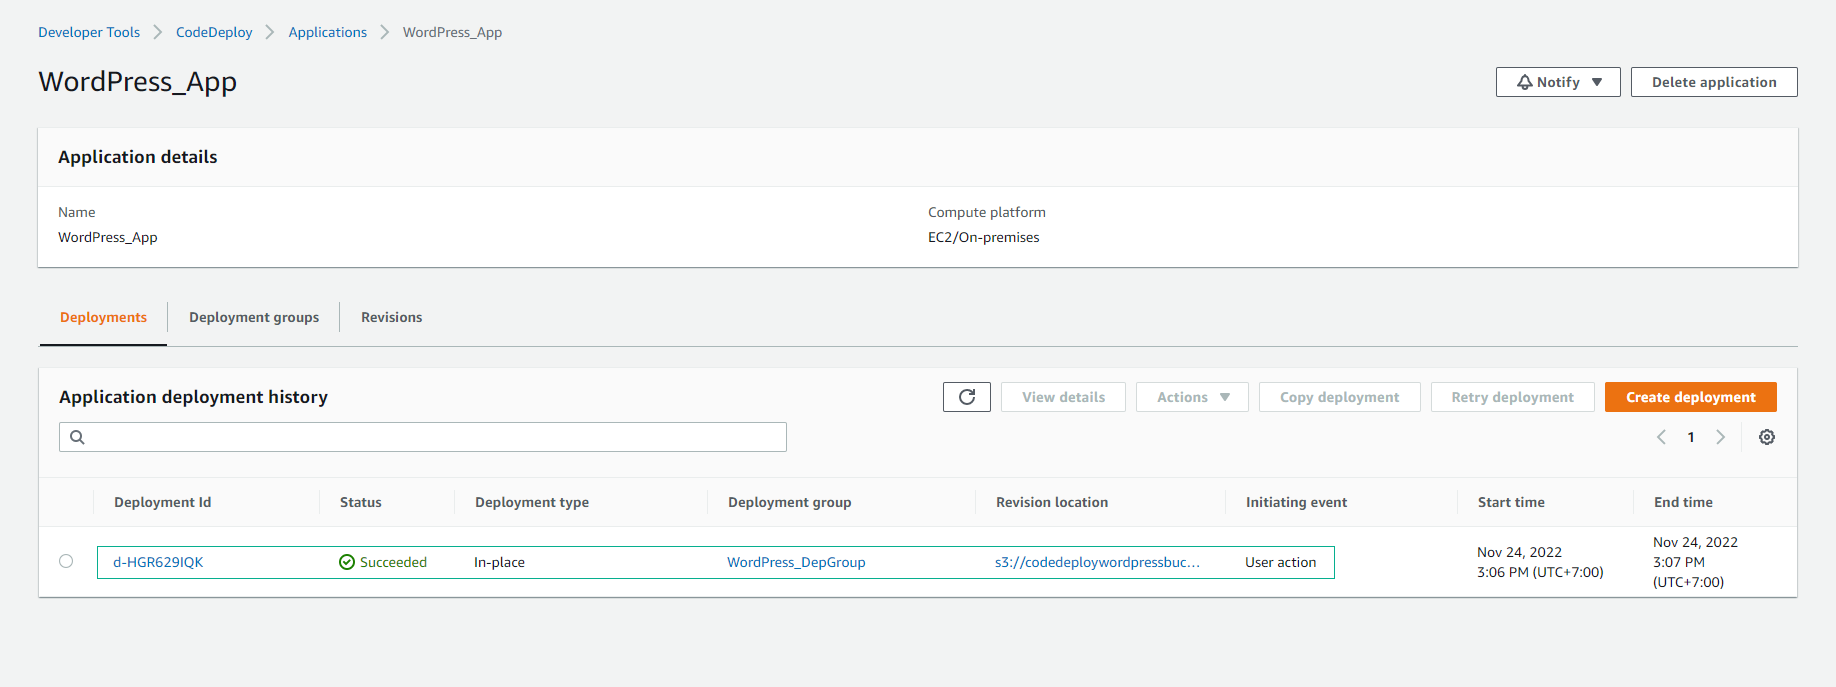 Developer Tools > CodeDeploy > Applications > WordPress_App
WordPress_App
Notify
Delete application
Application details
Name
WordPress_App
Compute platform
EC2/On-premises
Deployments
Deployment groups
Revisions
Application deployment history
View details
Actions
Copy deployment
Retry deployment
Create deployment
1
Deployment Id
Status
Deployment type
Deployment group
Revision location
Initiating event
Start time
End time
d-HGR629IQK
Succeeded
In-place
WordPress_DepGroup
s3://codedeploywordpressbuc...
User action
Nov 24, 2022
3:06 PM (UTC+7:00)
Nov 24, 2022
3:07 PM
(UTC+7:00)